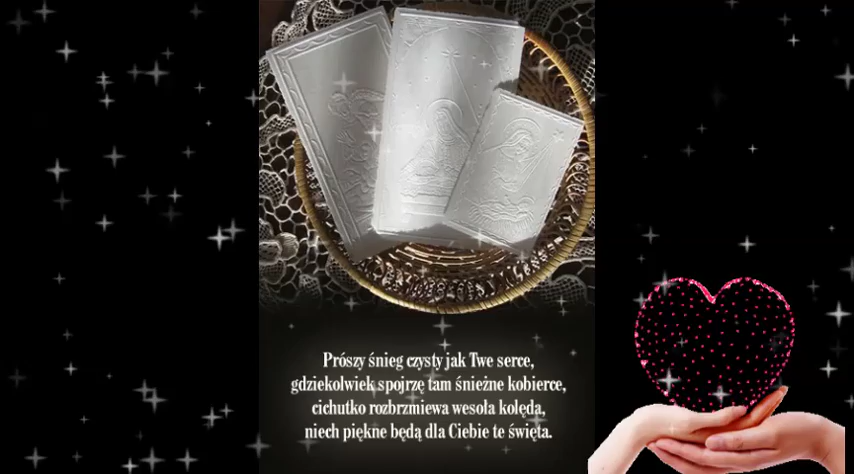 Prószy śnieg czysty jak Twe serce,
gdziekolwiek spojrzę tam śnieżne kobierce,
cichutko rozbrzmiewa wesoła kolęda,
niech piękne będą dla Ciebie te święta.